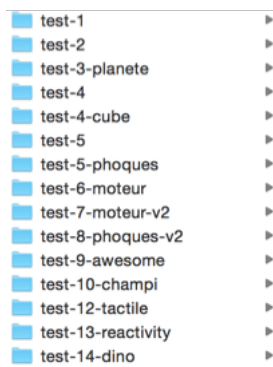 test-1
test-2
test-3-planete
test-4
test-4-cube
test-5
test-5-phoques
test-6-moteur
test-7-moteur-v2
test-8-phoques-v2
test-9-awesome
test-10-champi
test-12-tactile
test-13-reactivity
test-14-dino